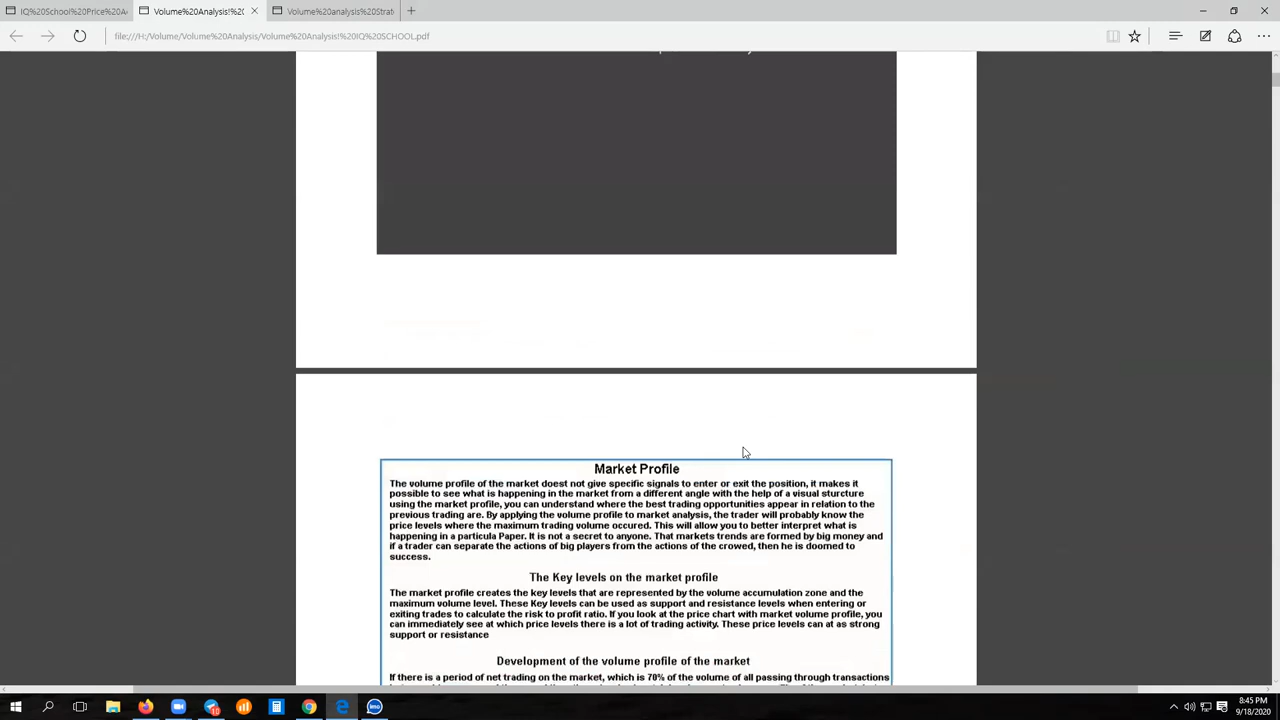 IQ%20School%20Price%20A
Volume%20Analysis!%20
Volume%20analysis%20Strat
file:///H:/Volume/Volume%20Analysis/Volume%20Analysis!%20IQ%20SCHOOL.pdf
Market Profile
The volume profile of the market doest not give specific signals to enter or exit the position, it makes it
possible to see what is happening in the market from a different angle with the help of a visual sturcture
using the market profile, you can understand where the best trading opportunities appear in relation to the
previous trading are. By applying the volume profile to market analysis, the trader will probably know the
price levels where the maximum trading volume occured. This will allow you to better interpret what is
happening in a particula Paper. It is not a secret to anyone. That markets trends are formed by big money and
if a trader can separate the actions of big players from the actions of the crowed, then he is doomed to
success.
The Key levels on the market profile
The market profile creates the key levels that are represented by the volume accumulation zone and the
maximum volume level. These Key levels can be used as support and resistance levels when entering or
exiting trades to calculate the risk to profit ratio. If you look at the price chart with market volume profile, you
can immediately see at which price levels there is a lot of trading activity. These price levels can at as strong
support or resistance
Development of the volume profile of the market
If there is a period of net trading on the market, which is 70% of the volume of all passing through transactions
8:45 PM
9/18/2020